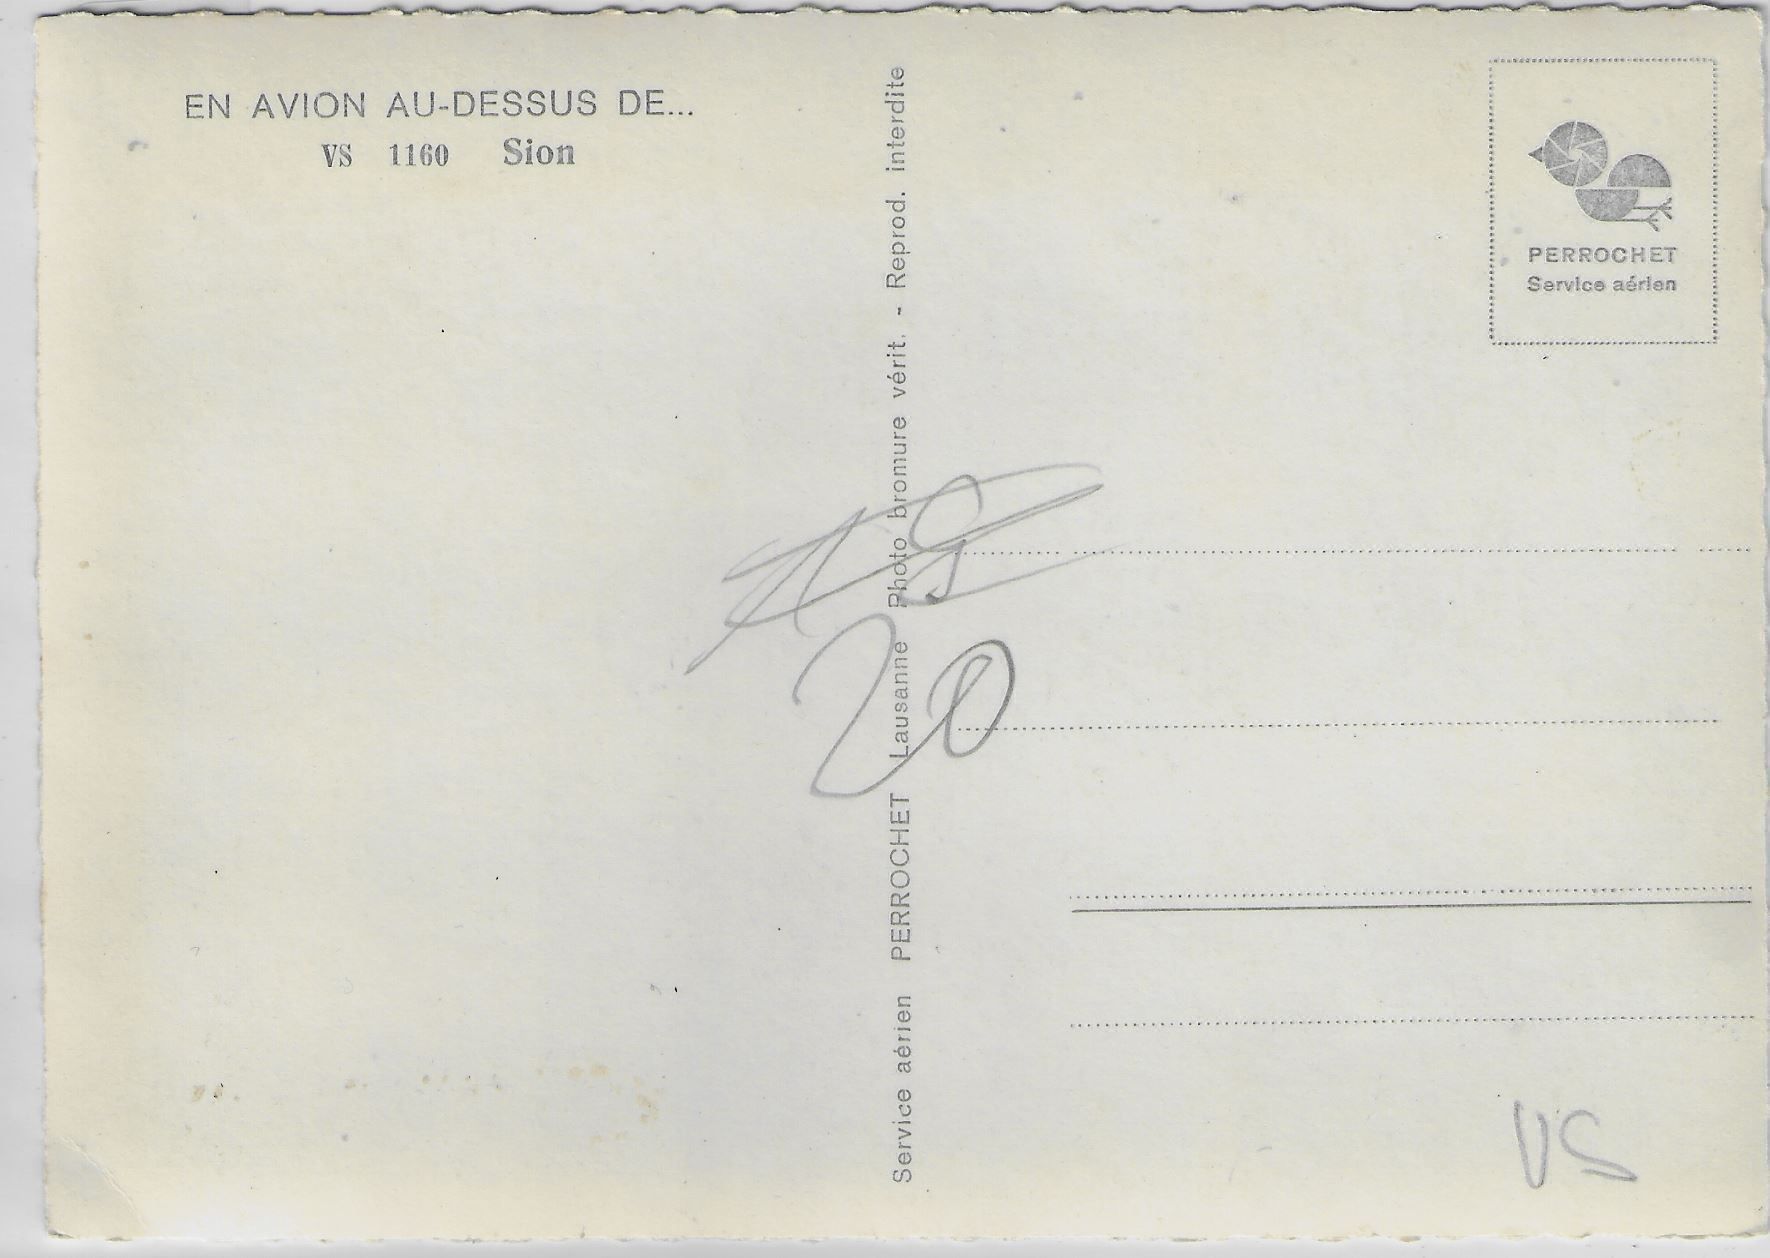 EN AVION AU-DESSUS DE...
VS 1160 Sion
Service aérien PERROCHET Lausanne Photo bromure vérit. - Reprod. interdite
PERROCHET
Service aérien
20
VS